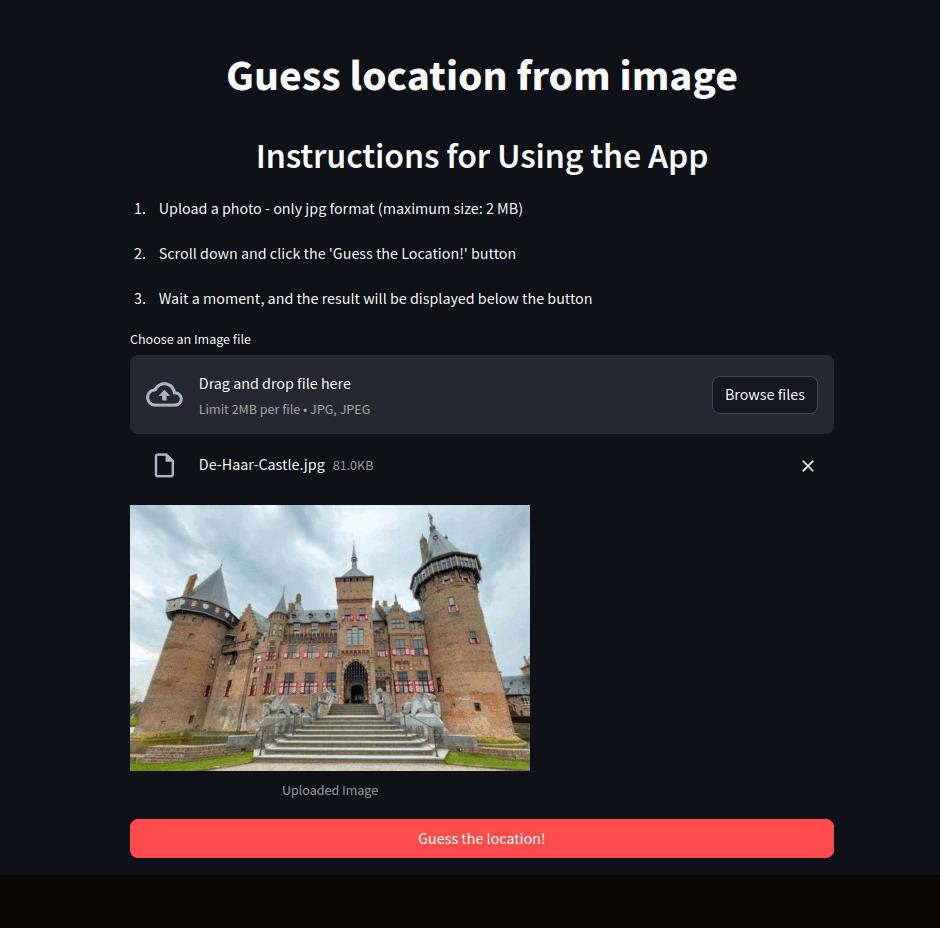 Guess location from image
Instructions for Using the App
1. Upload a photo - only jpg format (maximum size: 2 MB)
2. Scroll down and click the 'Guess the Location!' button
3. Wait a moment, and the result will be displayed below the button
Choose an Image file
Drag and drop file here
Limit 2MB per file • JPG, JPEG
Browse files
De-Haar-Castle.jpg 81.0KB
Uploaded Image
Guess the location!